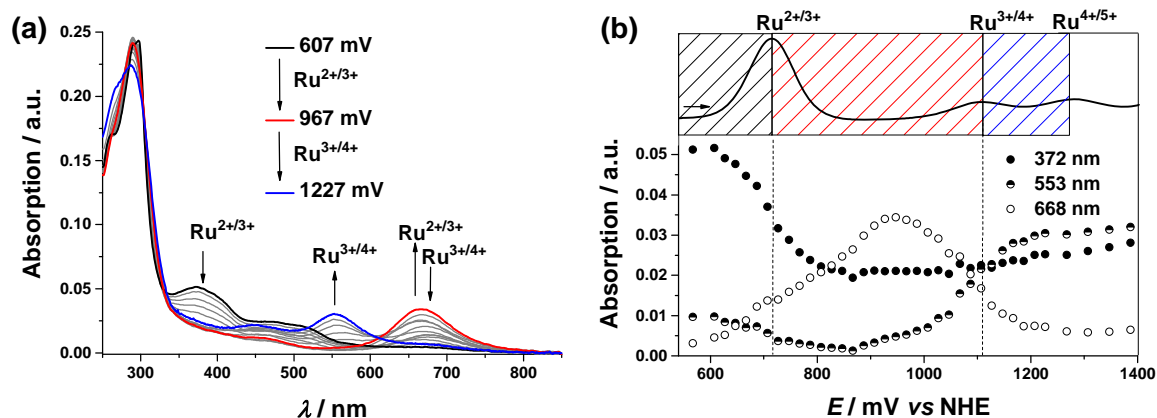 (a)
0.25
0.20
0.15
0.10
0.05
0.00
Absorption / a.u.
300 400 500 600 700 800
λ / nm
607 mV
Ru2+/3+
967 mV
Ru3+/4+
1227 mV
Ru2+/3+
Ru3+/4+
Ru2+/3+
Ru3+/4+
(b)
Ru2+/3+ Ru3+/4+ Ru4+/5+
0.05
0.04
0.03
0.02
0.01
0.00
Absorption / a.u.
372 nm
553 nm
668 nm
600 800 1000 1200 1400
E / mV vs NHE